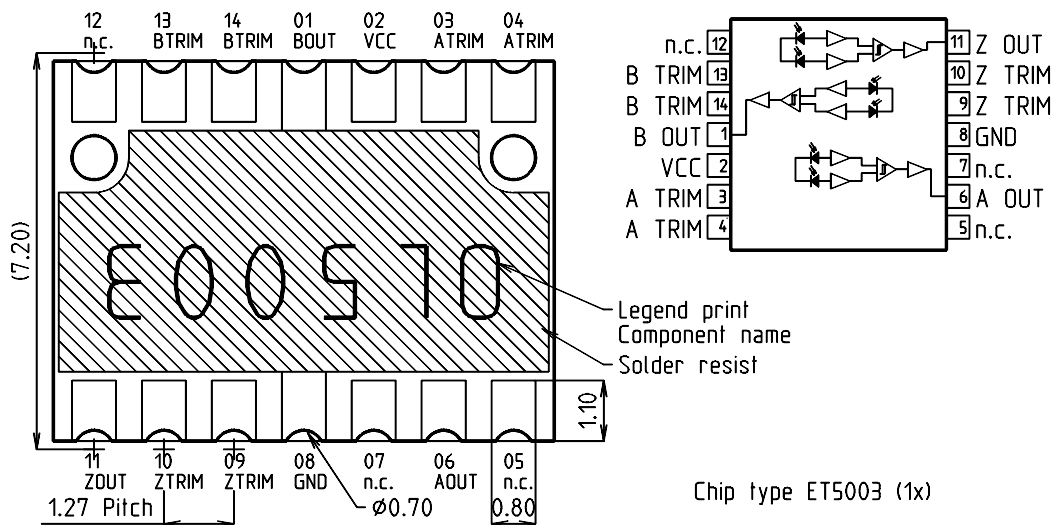 12 13 14 01 02 03 04
n.c. BTRIM BTRIM BOUT VCC ATRIM ATRIM
(7.20)
OL5003
Legend print
Component name
Solder resist
1.10
11 10 09 08 07 06 05
ZOUT ZTRIM ZTRIM GND n.c. AOUT n.c.
1.27 Pitch
Ø0.70
0.80
n.c. 12
B TRIM 13
B TRIM 14
B OUT 1
VCC 2
A TRIM 3
A TRIM 4
11 Z OUT
10 Z TRIM
9 Z TRIM
8 GND
7 n.c.
6 A OUT
5 n.c.
Chip type ET5003 (1x)